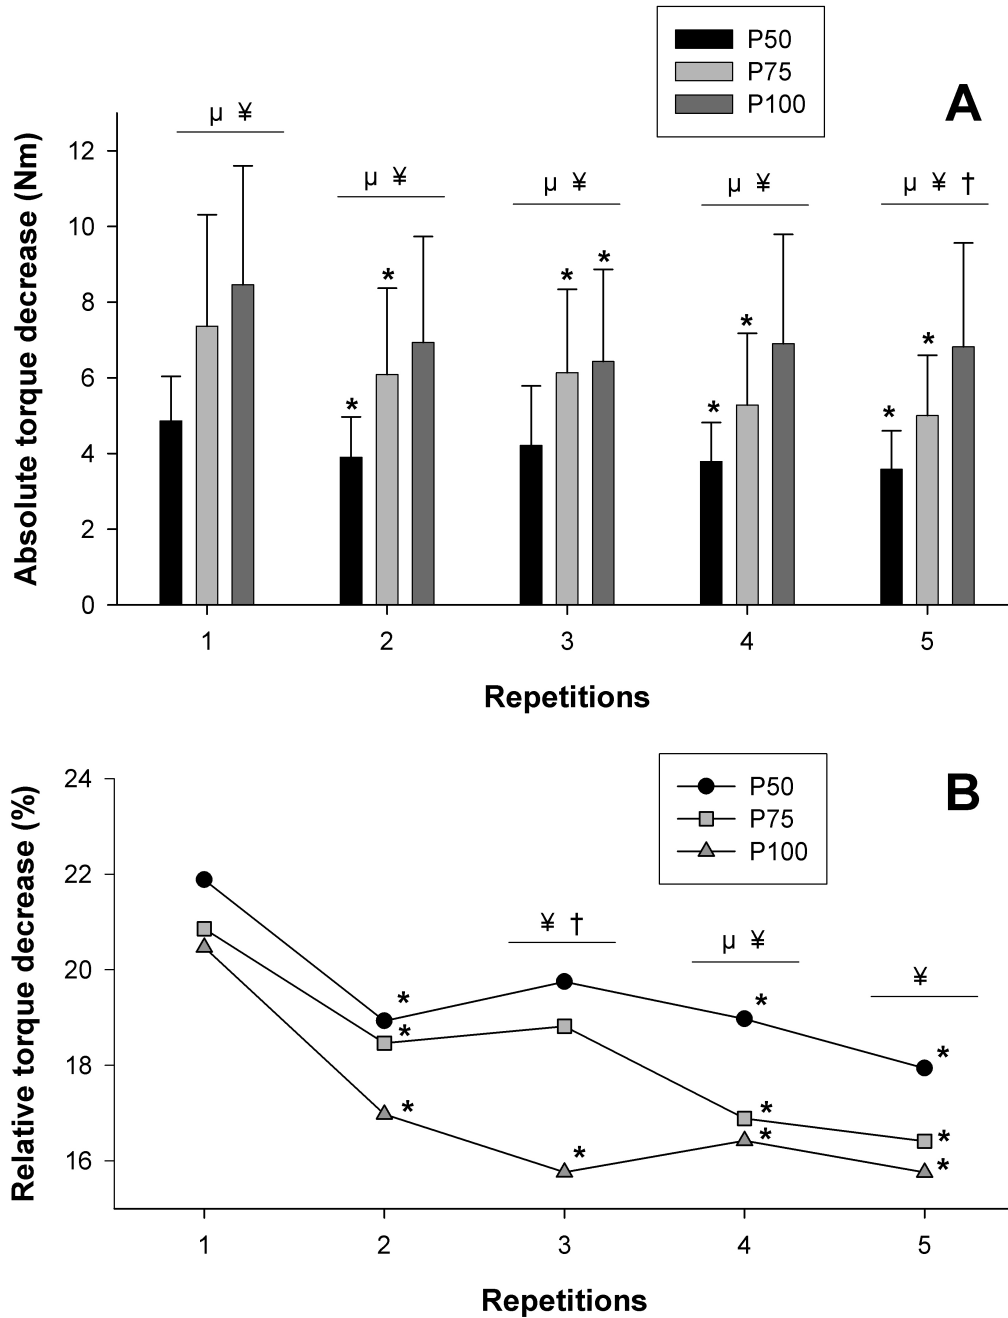 P50
P75
P100
A
Absolute torque decrease (Nm)
µ ¥
µ ¥
µ ¥
µ ¥
µ ¥ †
12
10
8
6
4
2
0
* * * * * * * * *
1 2 3 4 5
Repetitions
P50
P75
P100
B
Relative torque decrease (%)
24
22
20
18
16
¥ †
µ ¥
¥
* * * * * * * * * *
1 2 3 4 5
Repetitions